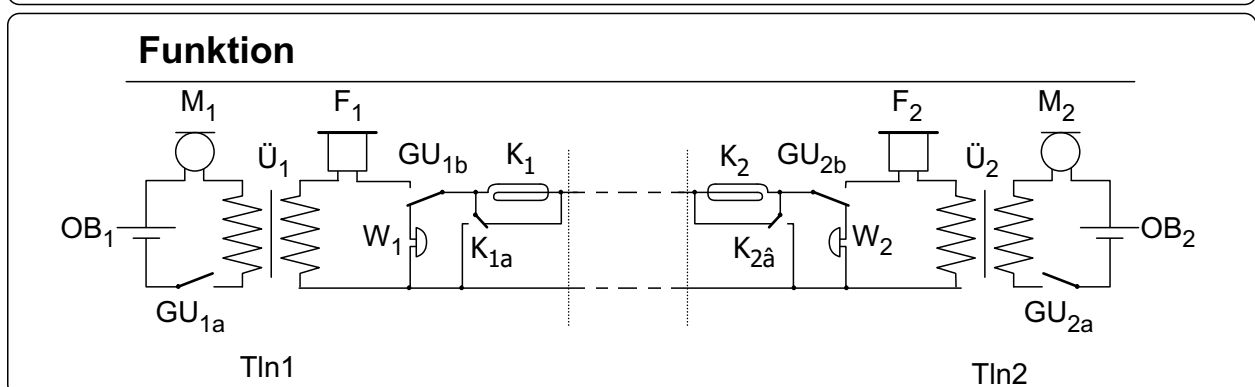 Funktion
M1 F1 F2 M2
Ü1 GU1b K1 K2 GU2b Ü2
OB1 W1 K1a K2â W2 OB2
GU1a GU2a
Tln1 Tln2